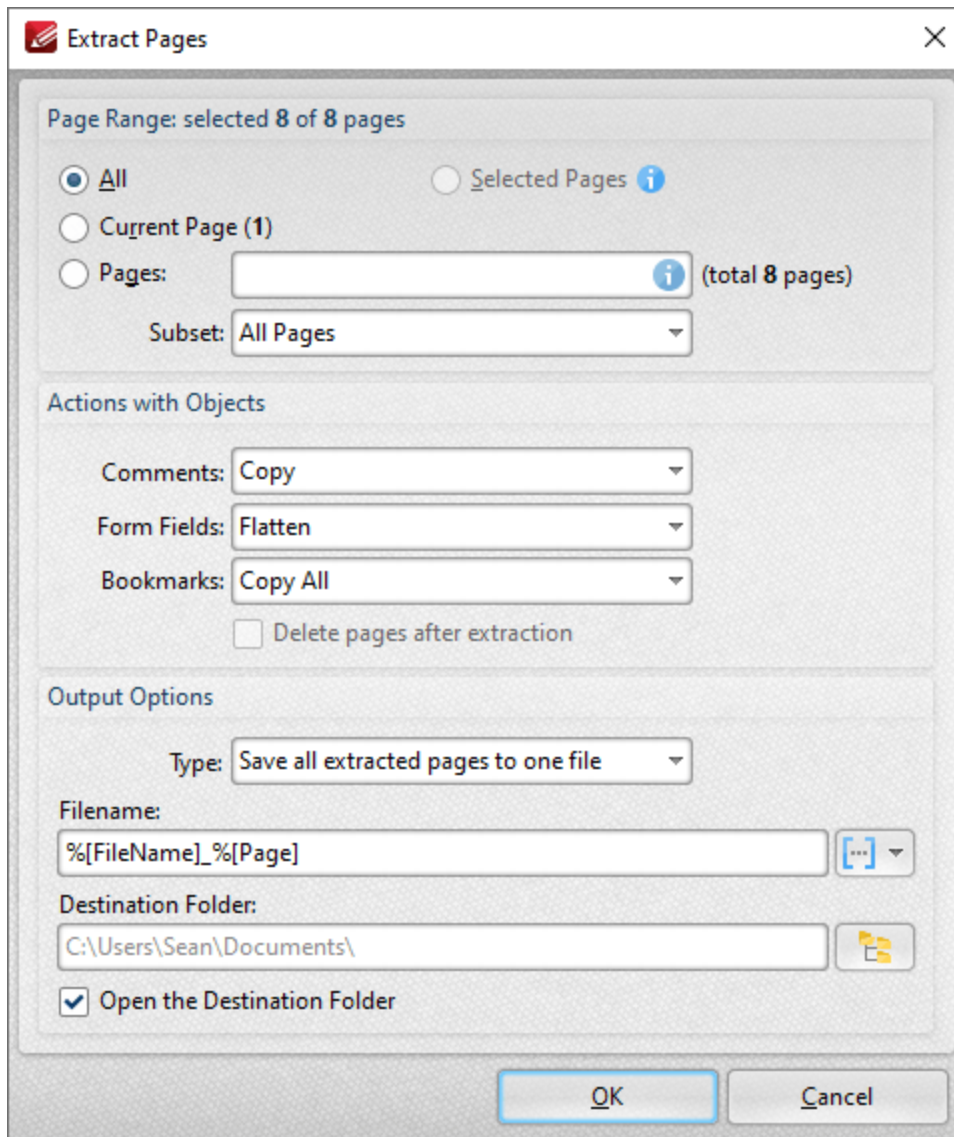 Extract Pages
Page Range: selected 8 of 8 pages
All Selected Pages
Current Page (1)
Pages: (total 8 pages)
Subset: All Pages
Actions with Objects
Comments: Copy
Form Fields: Flatten
Bookmarks: Copy All
Delete pages after extraction
Output Options
Type: Save all extracted pages to one file
Filename:
%[FileName]_%[Page]
Destination Folder:
C:\Users\Sean\Documents\
Open the Destination Folder
OK Cancel